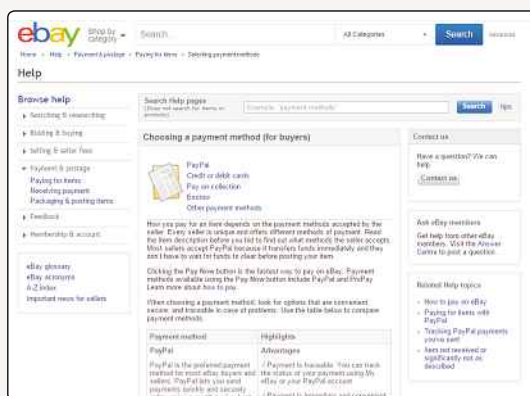 ebay
Shop by
category
Search...
All Categories
Search
Advanced
Home > Help > Payment & postage > Paying for items > Selecting payment methods
Help
Browse help
Searching & researching
Bidding & buying
Selling & seller fees
Payment & postage
Paying for items
Receiving payment
Packaging & posting items
Feedback
Membership & account
eBay glossary
eBay acronyms
A-Z index
Important news for sellers
Search Help pages
(Does not search for items or
products)
Example: "payment methods"
Search
tips
Choosing a payment method (for buyers)
PayPal
Credit or debit cards
Pay on collection
Escrow
Other payment methods
How you pay for an item depends on the payment methods accepted by the
seller. Every seller is unique and offers different methods of payment. Read
the item description before you bid to find out what methods the seller accepts.
Most sellers accept PayPal because it transfers funds immediately and they
don't have to wait for funds to clear before posting your item.
Clicking the Pay Now button is the fastest way to pay on eBay. Payment
methods available using the Pay Now button include PayPal and
Learn more about how to pay.
When choosing a payment method, look for options that are convenient,
secure, and traceable in case of problems. Use the table below to compare
payment methods.
Payment method
Highlights
PayPal
Advantages
PayPal is the preferred payment
method for most eBay buyers and
sellers. PayPal lets you send
payments quickly and securely
√ Payment is traceable. You can track
the status of your payment using My
eBay or your PayPal account
√ Payment is immediate and convenient
Contact us
Have a question? We can
help.
Contact us
Ask eBay members
Get help from other eBay
members. Visit the Answer
Centre to post a question.
Related Help topics
How to pay on eBay
Paying for items with
PayPal
Tracking PayPal payments
you've sent
Item not received or
significantly not as
described